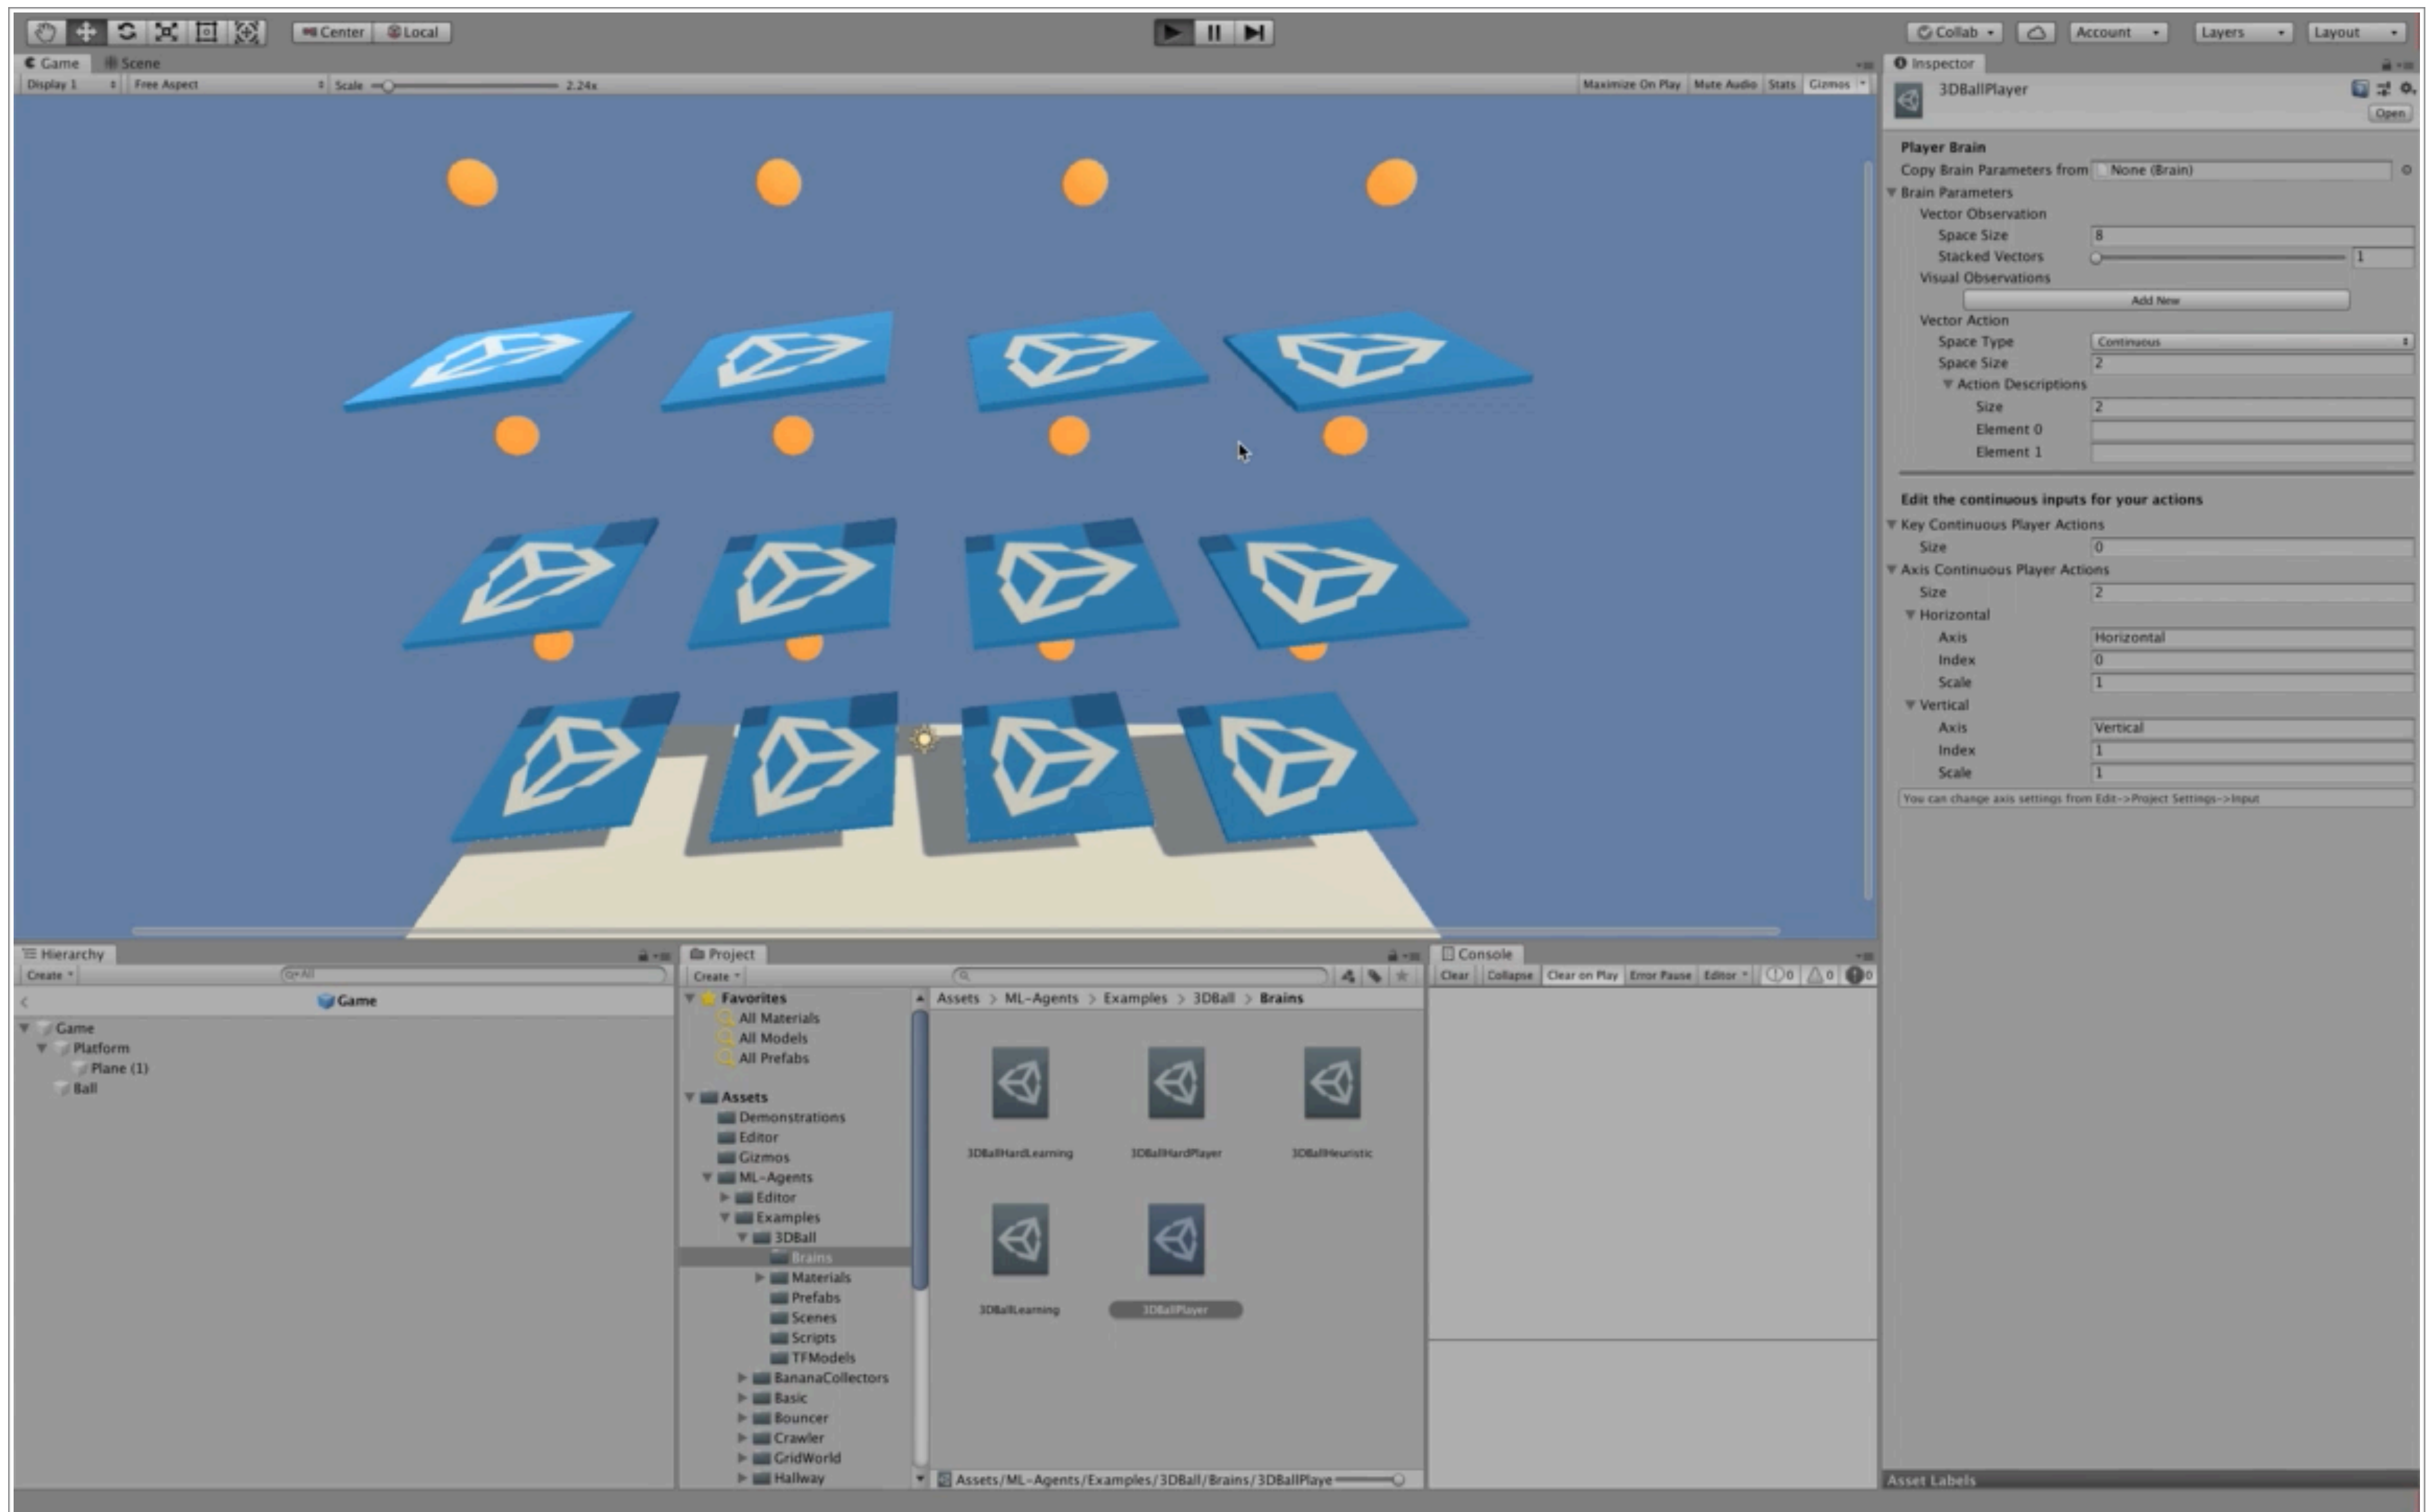 Center Local Collab Account Layers Layout
Game Scene
Display 1 Free Aspect Scale 2.24x Maximize On Play Mute Audio Stats Gizmos
Inspector
3DBallPlayer
Open
Player Brain
Copy Brain Parameters from None (Brain)
Brain Parameters
Vector Observation
Space Size 8
Stacked Vectors 1
Visual Observations
Add New
Vector Action
Space Type Continuous
Space Size 2
Action Descriptions
Size 2
Element 0
Element 1
Edit the continuous inputs for your actions
Key Continuous Player Actions
Size 0
Axis Continuous Player Actions
Size 2
Horizontal
Axis Horizontal
Index 0
Scale 1
Vertical
Axis Vertical
Index 1
Scale 1
You can change axis settings from Edit->Project Settings->Input
Asset Labels
Hierarchy
Create All
Game
Game
Platform
Plane (1)
Ball
Project
Create
Favorites
All Materials
All Models
All Prefabs
Assets
Demonstrations
Editor
Gizmos
ML-Agents
Editor
Examples
3DBall
Brains
Materials
Prefabs
Scenes
Scripts
TFModels
BananaCollectors
Basic
Bouncer
Crawler
GridWorld
Hallway
Assets > ML-Agents > Examples > 3DBall > Brains
3DBallHardLearning 3DBallHardPlayer 3DBallHeuristic
3DBallLearning 3DBallPlayer
Assets/ML-Agents/Examples/3DBall/Brains/3DBallPlaye
Console
Clear Collapse Clear on Play Error Pause Editor 0 0 0